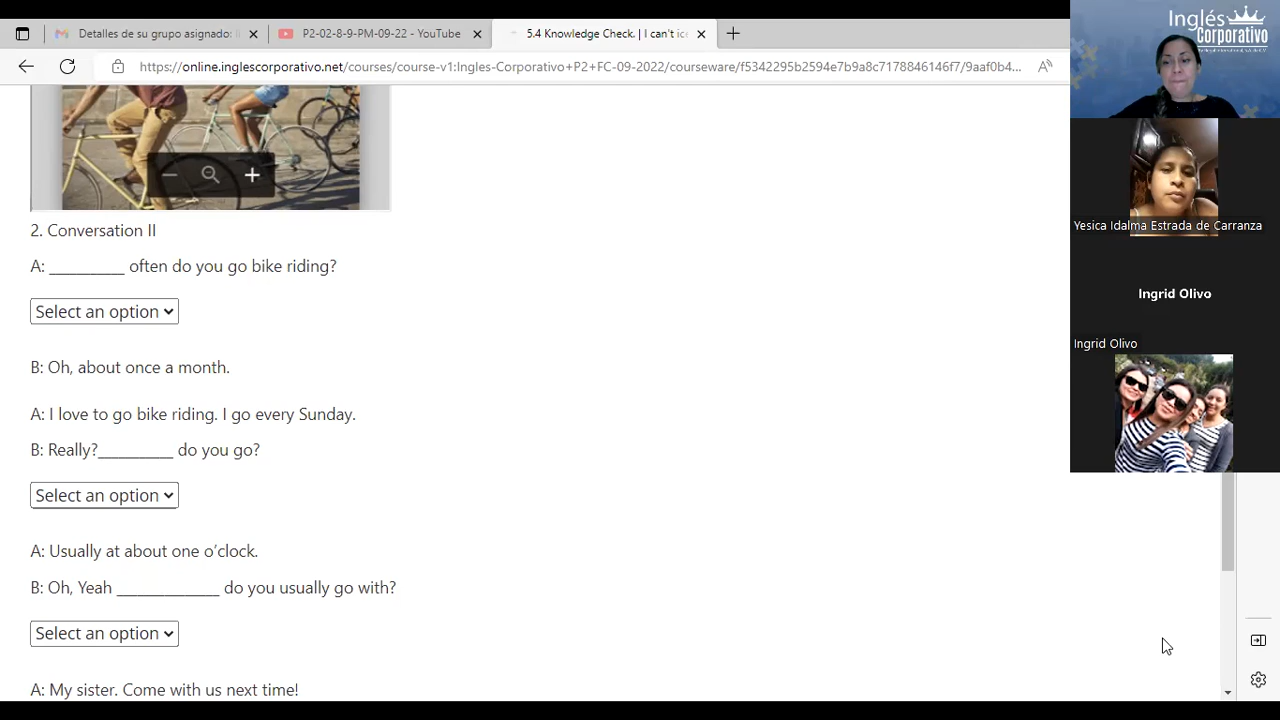 Detalles de su grupo asignado: I
P2-02-8-9-PM-09-22 - YouTube
5.4 Knowledge Check. | I can't ice
https://online.inglescorporativo.net/courses/course-v1:Ingles-Corporativo+P2+FC-09-2022/courseware/f5342295b2594e7b9a8c7178846146f7/9aaf0b4...
Inglés
Corporativo
2. Conversation II
A: __________ often do you go bike riding?
Select an option
B: Oh, about once a month.
A: I love to go bike riding. I go every Sunday.
B: Really?__________ do you go?
Select an option
A: Usually at about one o’clock.
B: Oh, Yeah ______________ do you usually go with?
Select an option
A: My sister. Come with us next time!
Yesica Idalma Estrada de Carranza
Ingrid Olivo
Ingrid Olivo